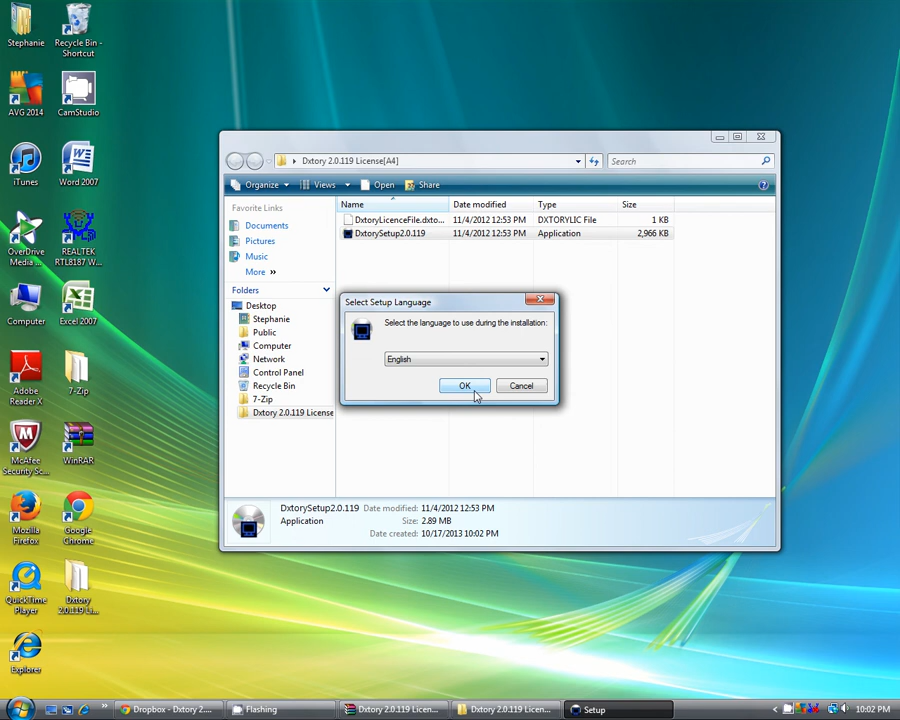 Stephanie
Recycle Bin -
Shortcut
AVG 2014
CamStudio
iTunes
Word 2007
OverDrive
Media ...
REALTEK
RTL8187 W...
Computer
Excel 2007
Adobe
Reader X
7-Zip
McAfee
Security Sc...
WinRAR
Mozilla
Firefox
Google
Chrome
QuickTime
Player
Dxtory
2.0.119 Li...
Explorer
Dxtory 2.0.119 License[A4]
Search
Organize
Views
Open
Share
Favorite Links
Documents
Pictures
Music
More »
Folders
Desktop
Stephanie
Public
Computer
Network
Control Panel
Recycle Bin
7-Zip
Dxtory 2.0.119 License
Name Date modified Type Size
DxtoryLicenceFile.dxto... 11/4/2012 12:53 PM DXTORYLIC File 1 KB
DxtorySetup2.0.119 11/4/2012 12:53 PM Application 2,966 KB
Select Setup Language
Select the language to use during the installation:
English
OK Cancel
DxtorySetup2.0.119 Date modified: 11/4/2012 12:53 PM
Application Size: 2.89 MB
Date created: 10/17/2013 10:02 PM
Dropbox - Dxtory 2....
Flashing
Dxtory 2.0.119 Licen...
Dxtory 2.0.119 Licen...
Setup
10:02 PM